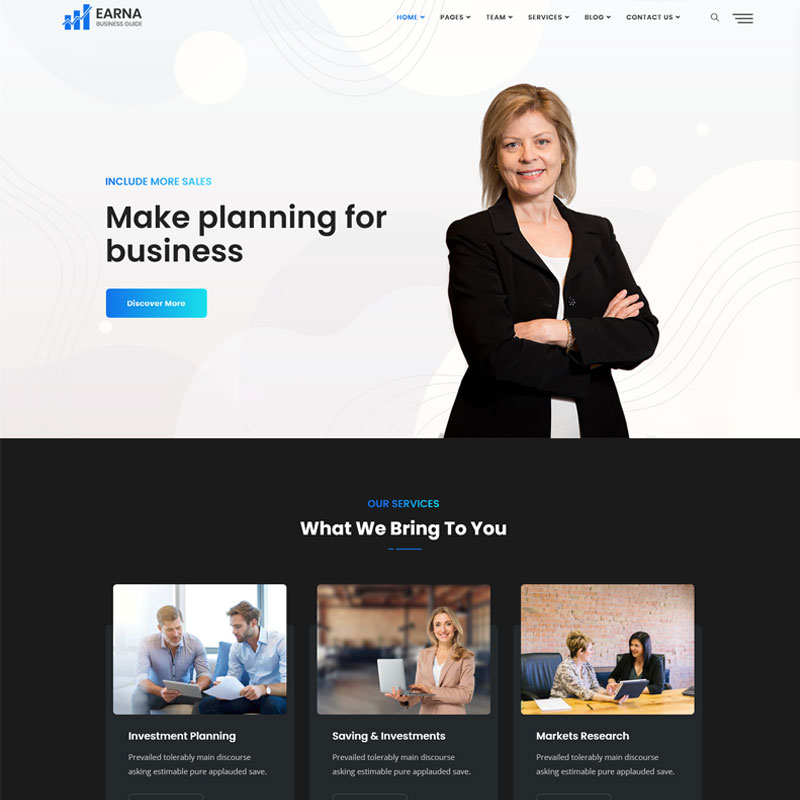 EARNA
BUSINESS GUIDE
HOME PAGES TEAM SERVICES BLOG CONTACT US
INCLUDE MORE SALES
Make planning for
business
Discover More
OUR SERVICES
What We Bring To You
Investment Planning
Prevailed tolerably main discourse
asking estimable pure applauded save.
Saving & Investments
Prevailed tolerably main discourse
asking estimable pure applauded save.
Markets Research
Prevailed tolerably main discourse
asking estimable pure applauded save.